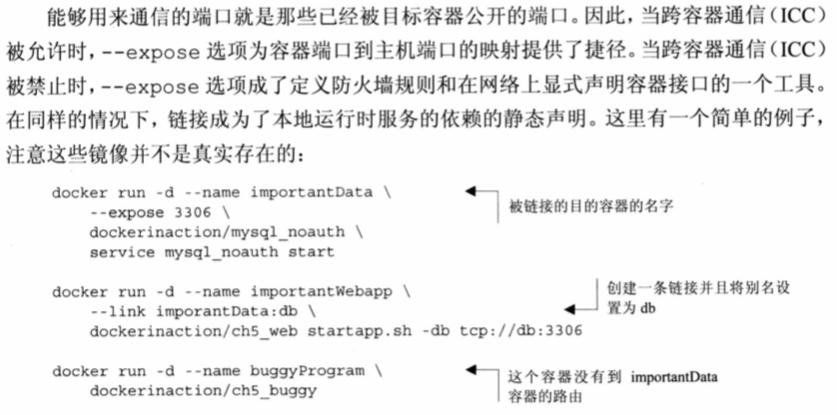 能够用来通信的端口就是那些已经被目标容器公开的端口。因此,当跨容器通信(ICC)
被允许时,--expose 选项为容器端口到主机端口的映射提供了捷径。当跨容器通信(ICC)
被禁止时,--expose 选项成了定义防火墙规则和在网络上显式声明容器接口的一个工具。
在同样的情况下,链接成为了本地运行时服务的依赖的静态声明。这里有一个简单的例子,
注意这些镜像并不是真实存在的:
docker run -d --name importantData \
--expose 3306 \
dockerinaction/mysql_noauth \
service mysql_noauth start
被链接的目的容器的名字
docker run -d --name importantWebapp \
--link imporantData:db \
dockerinaction/ch5_web startapp.sh -db tcp://db:3306
创建一条链接并且将别名设
置为 db
docker run -d --name buggyProgram \
dockerinaction/ch5_buggy
这个容器没有到 importantData
容器的路由